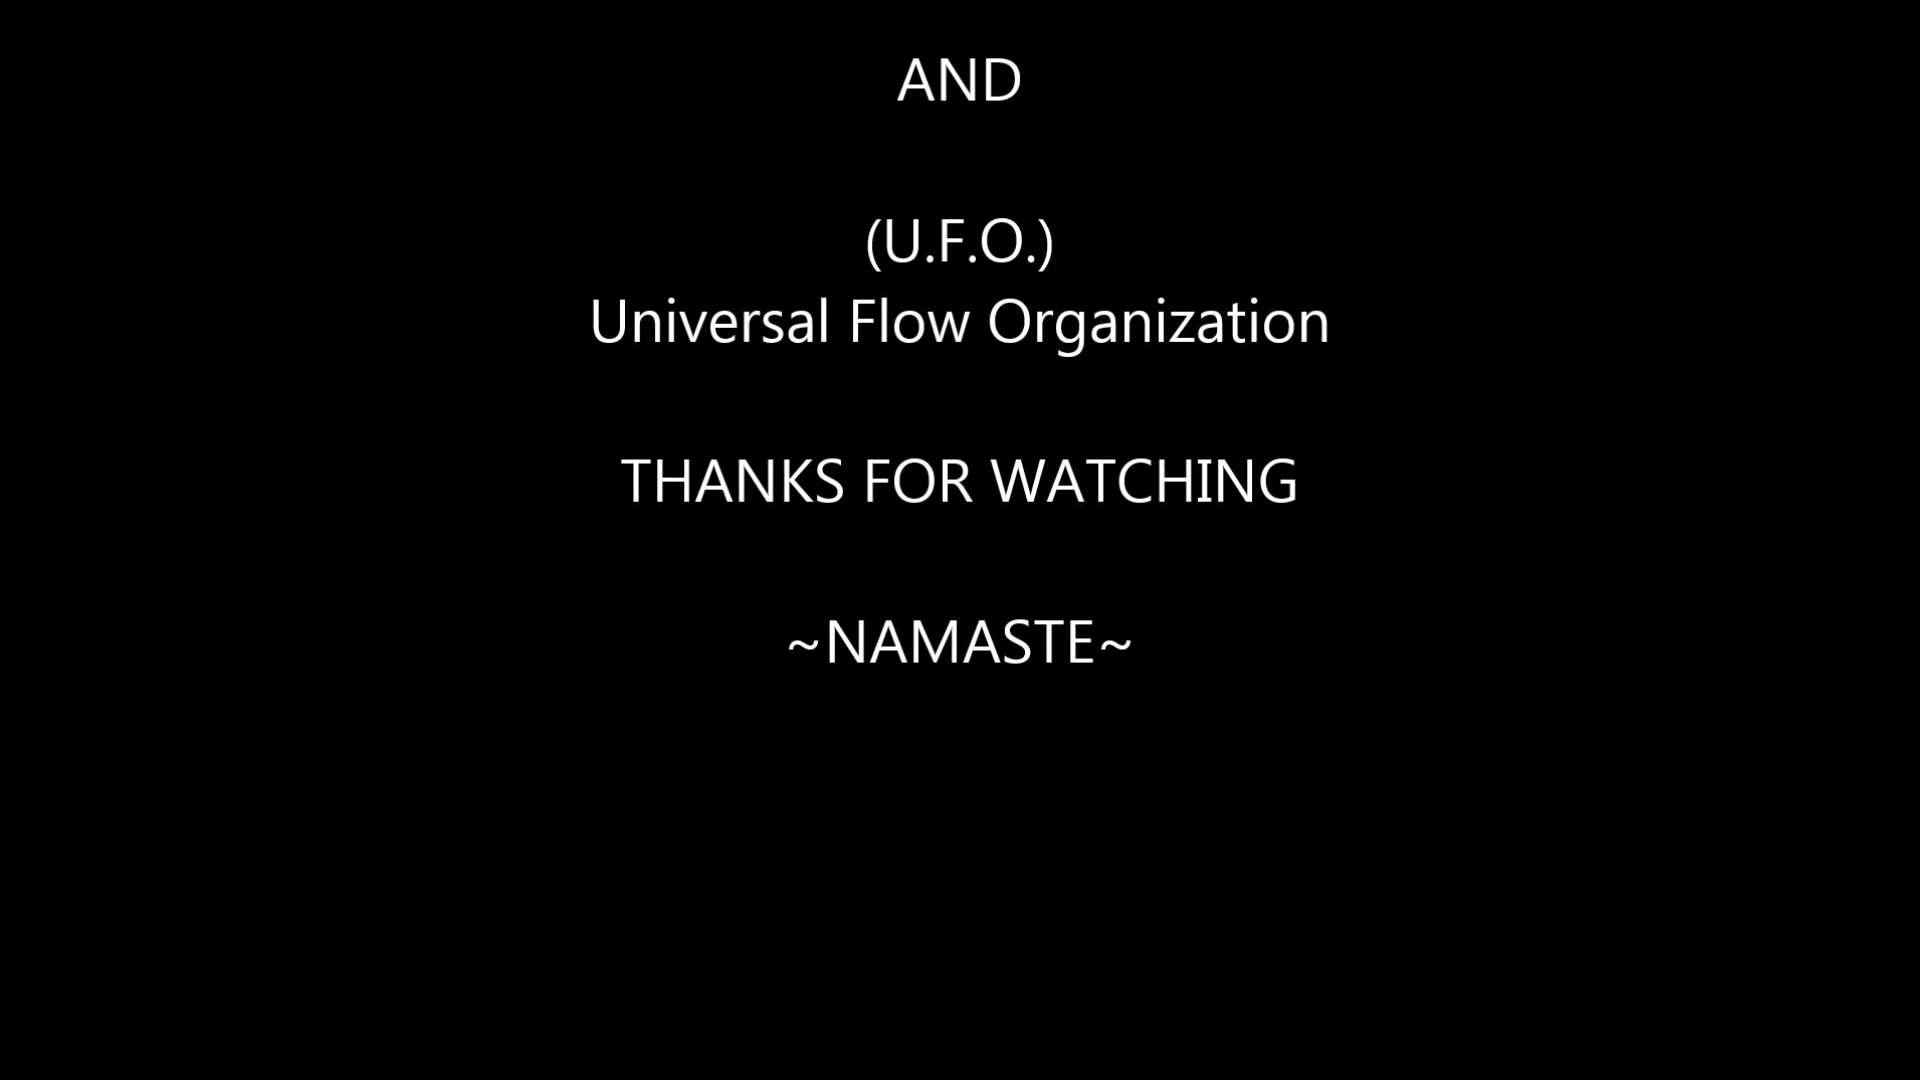 AND
(U.F.O.)
Universal Flow Organization
THANKS FOR WATCHING
~NAMASTE~